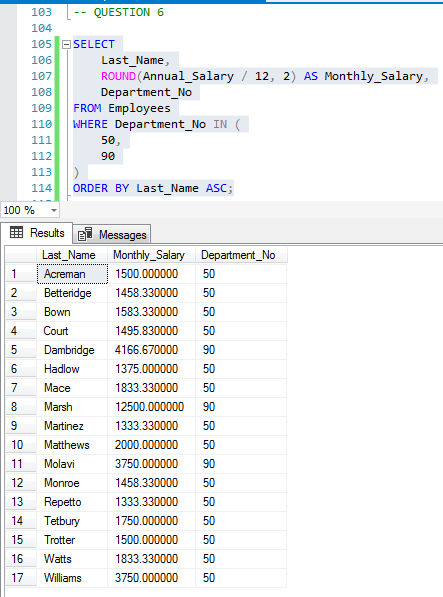 103 -- QUESTION 6
104
105 SELECT
106 Last_Name,
107 ROUND(Annual_Salary / 12, 2) AS Monthly_Salary,
108 Department_No
109 FROM Employees
110 WHERE Department_No IN (
111 50,
112 90
113 )
114 ORDER BY Last_Name ASC;
100 %
Results Messages
Last_Name Monthly_Salary Department_No
1 Acreman 1500.000000 50
2 Betteridge 1458.330000 50
3 Bown 1583.330000 50
4 Court 1495.830000 50
5 Dambridge 4166.670000 90
6 Hadlow 1375.000000 50
7 Mace 1833.330000 50
8 Marsh 12500.000000 90
9 Martinez 1333.330000 50
10 Matthews 2000.000000 50
11 Molavi 3750.000000 90
12 Monroe 1458.330000 50
13 Repetto 1333.330000 50
14 Tetbury 1750.000000 50
15 Trotter 1500.000000 50
16 Watts 1833.330000 50
17 Williams 3750.000000 50